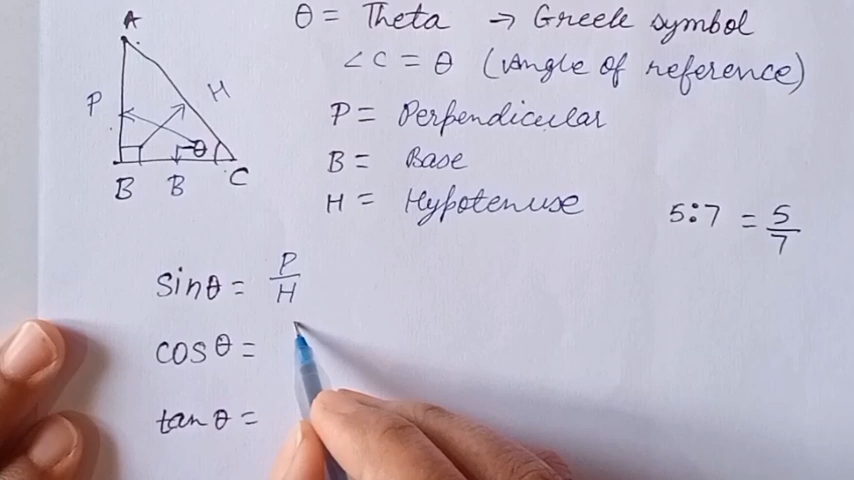 A
P
H
θ
B
B
C
θ = Theta → Greek symbol
∠C = θ (Angle of reference)
P = Perpendicular
B = Base
H = Hypotenuse
5:7 = 5/7
sinθ = P/H
cosθ =
tanθ =